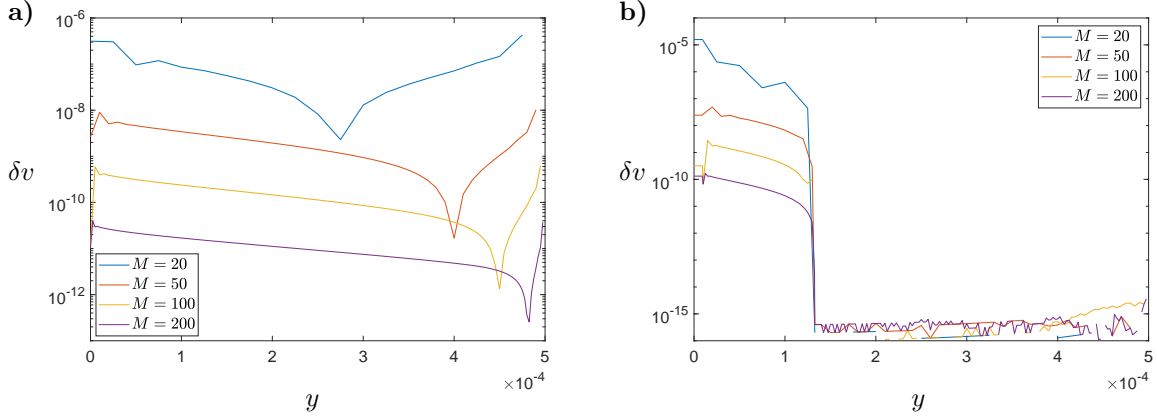 a)
10^-6
10^-8
δv
10^-10
10^-12
M = 20
M = 50
M = 100
M = 200
0 1 2 3 4 5
×10^-4
y
b)
10^-5
δv
10^-10
10^-15
M = 20
M = 50
M = 100
M = 200
0 1 2 3 4 5
×10^-4
y